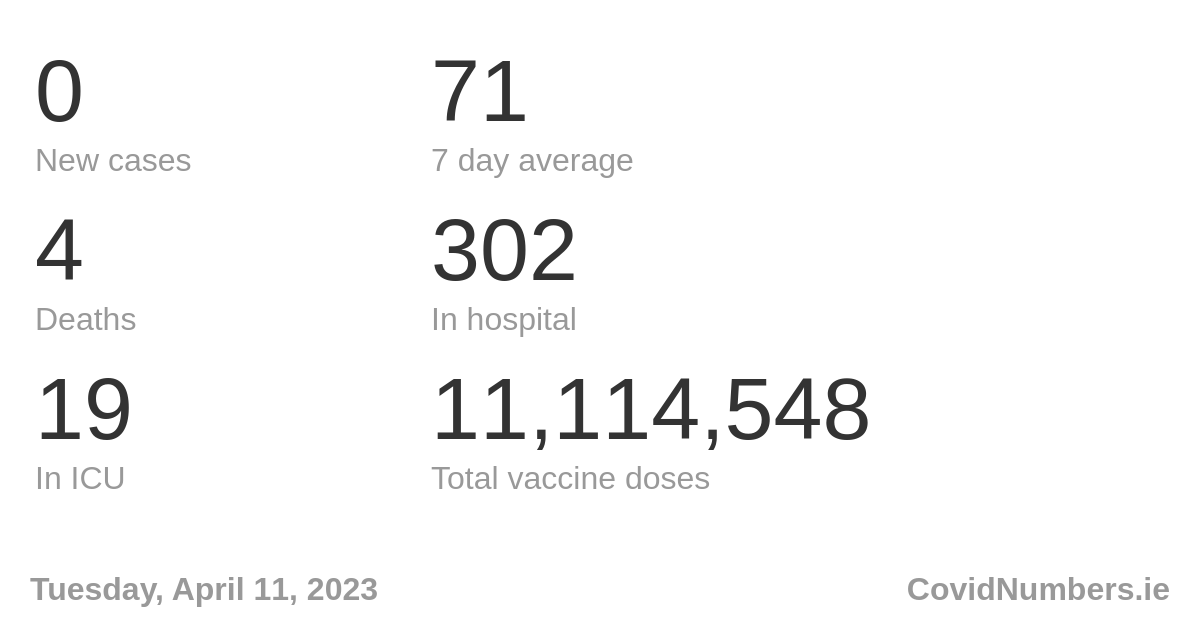 0
New cases
71
7 day average
4
Deaths
302
In hospital
19
In ICU
11,114,548
Total vaccine doses
Tuesday, April 11, 2023
CovidNumbers.ie